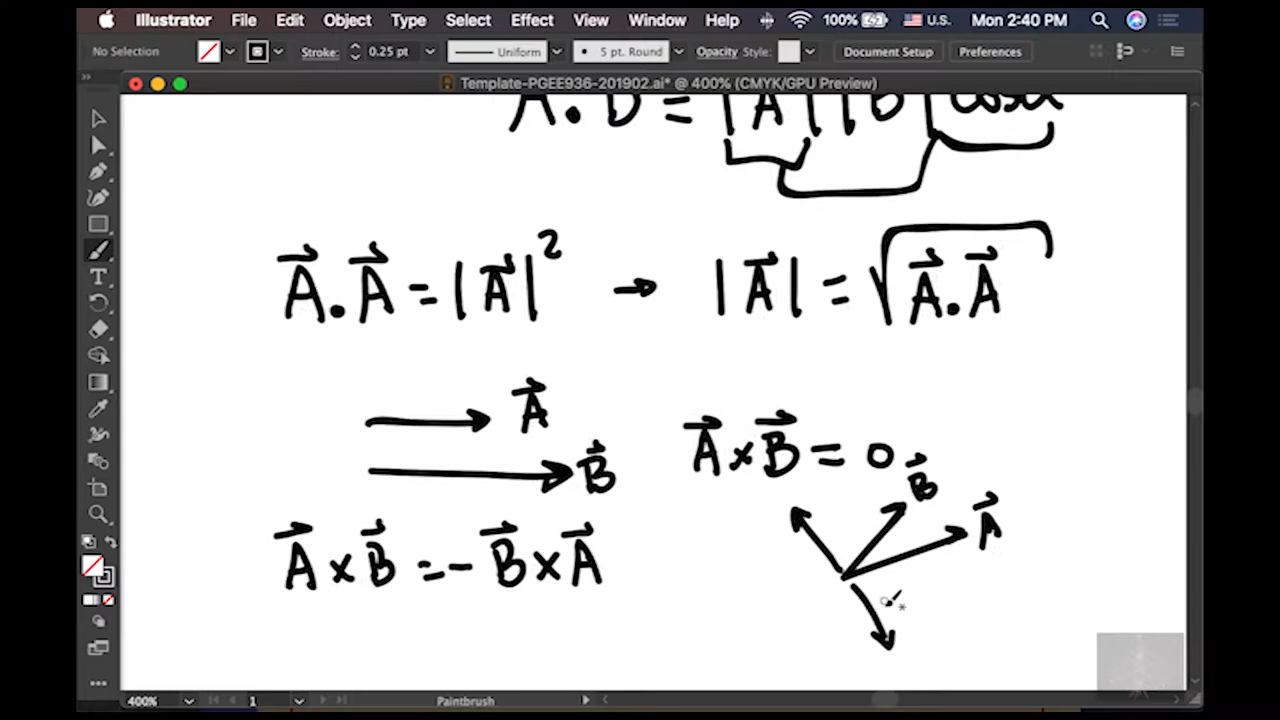 Illustrator File Edit Object Type Select Effect View Window Help 100% U.S. Mon 2:40 PM
No Selection Stroke: 0.25 pt Uniform 5 pt. Round Opacity Style: Document Setup Preferences
Template-PGEE936-201902.ai* @ 400% (CMYK/GPU Preview)
A . B = |A||B| cosα
A⃗ . A⃗ = |A⃗|² → |A⃗| = √(A⃗ . A⃗)
A⃗
B⃗
A⃗ × B⃗ = 0
B⃗
A⃗
A⃗ × B⃗ = - B⃗ × A⃗
400% 1 Paintbrush